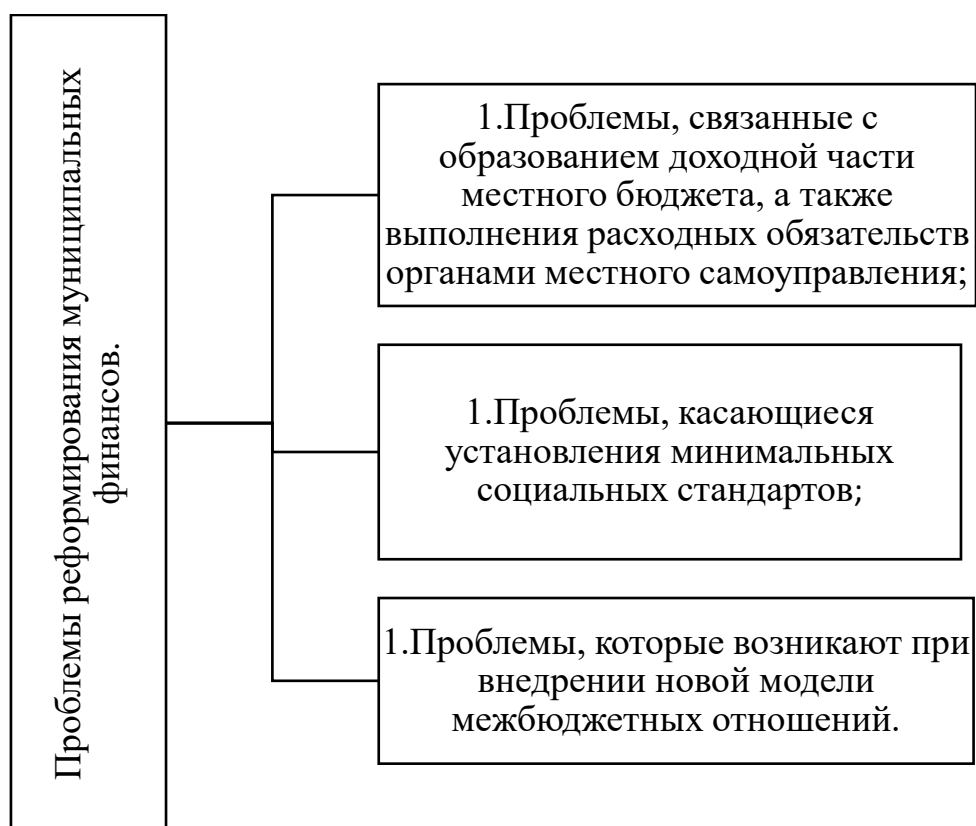 Проблемы реформирования муниципальных
финансов.
1.Проблемы, связанные с
образованием доходной части
местного бюджета, а также
выполнения расходных обязательств
органами местного самоуправления;
1.Проблемы, касающиеся
установления минимальных
социальных стандартов;
1.Проблемы, которые возникают при
внедрении новой модели
межбюджетных отношений.